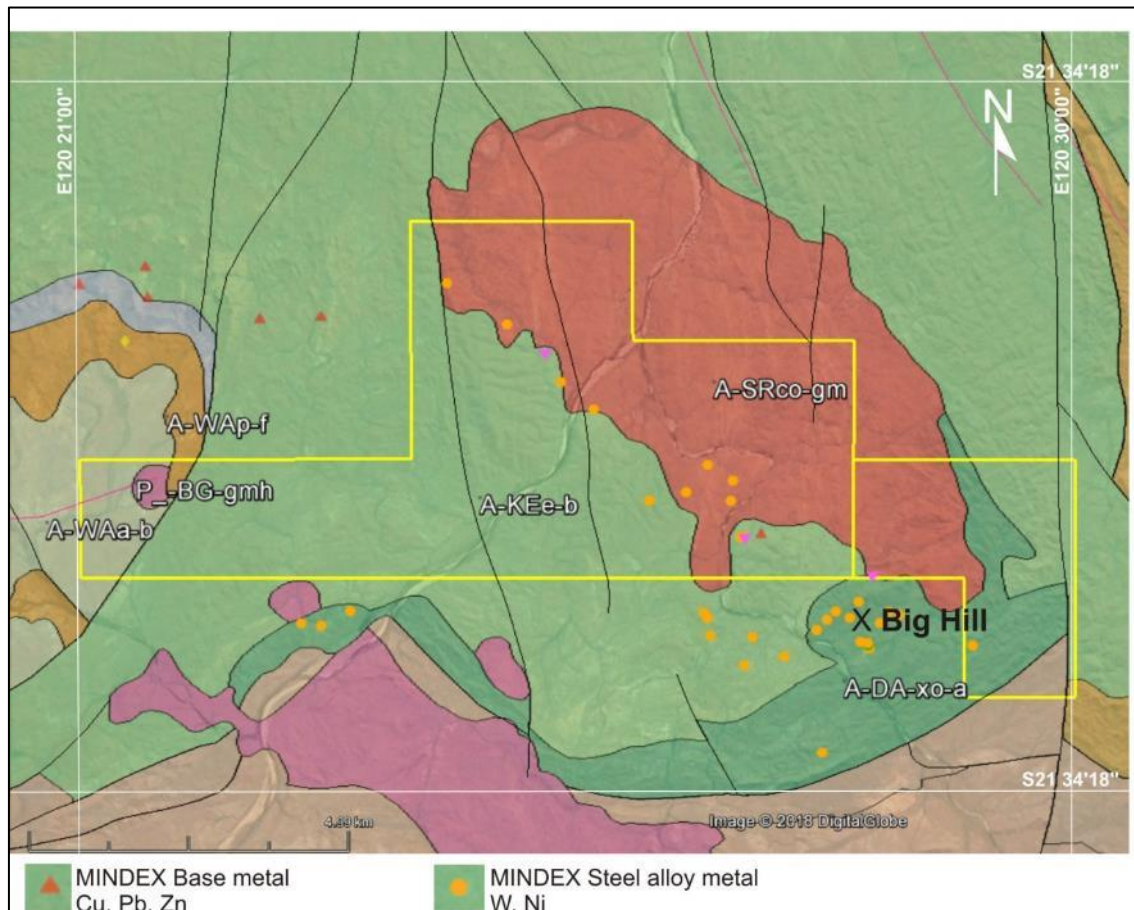 S21 34'18"
E120 21'00"
E120 30'00"
N
A-SRco-gm
A-WAp-f
P_-BG-gmh
A-KEe-b
A-WAa-b
X Big Hill
A-DA-xo-a
S21 34'18"
4.99 km
Image © 2018 DigitalGlobe
MINDEX Base metal
Cu, Pb, Zn
MINDEX Steel alloy metal
W, Ni